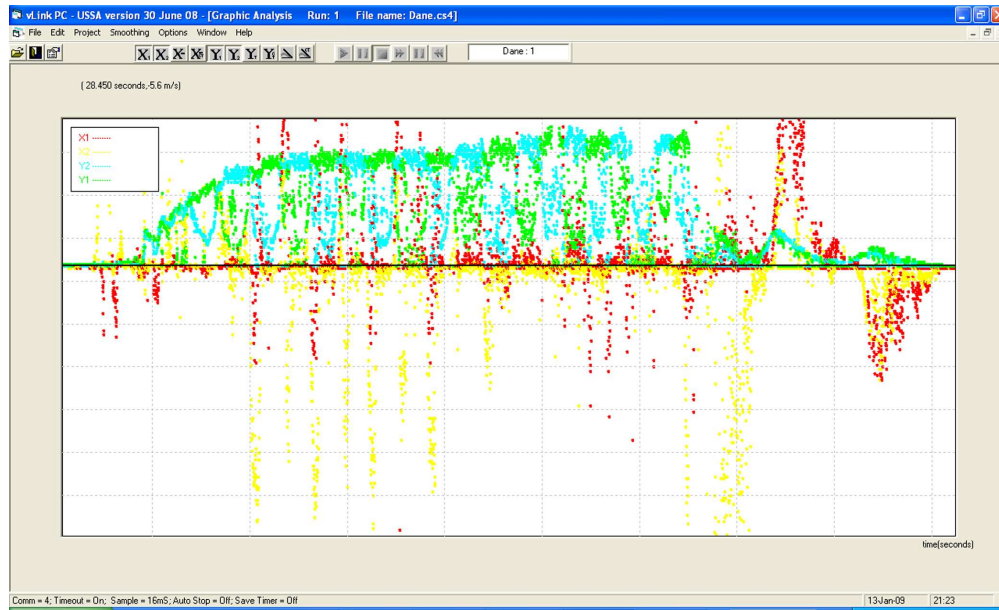 vLink PC - USSA version 30 June 08 - [Graphic Analysis Run: 1 File name: Dane.cs4]
File Edit Project Smoothing Options Window Help
Dane : 1
( 28.450 seconds,-5.6 m/s)
X1 --------
X2 --------
Y2 --------
Y1 --------
time(seconds)
Comm = 4; Timeout = On; Sample = 16mS; Auto Stop = Off; Save Timer = Off
13-Jan-09 21:23